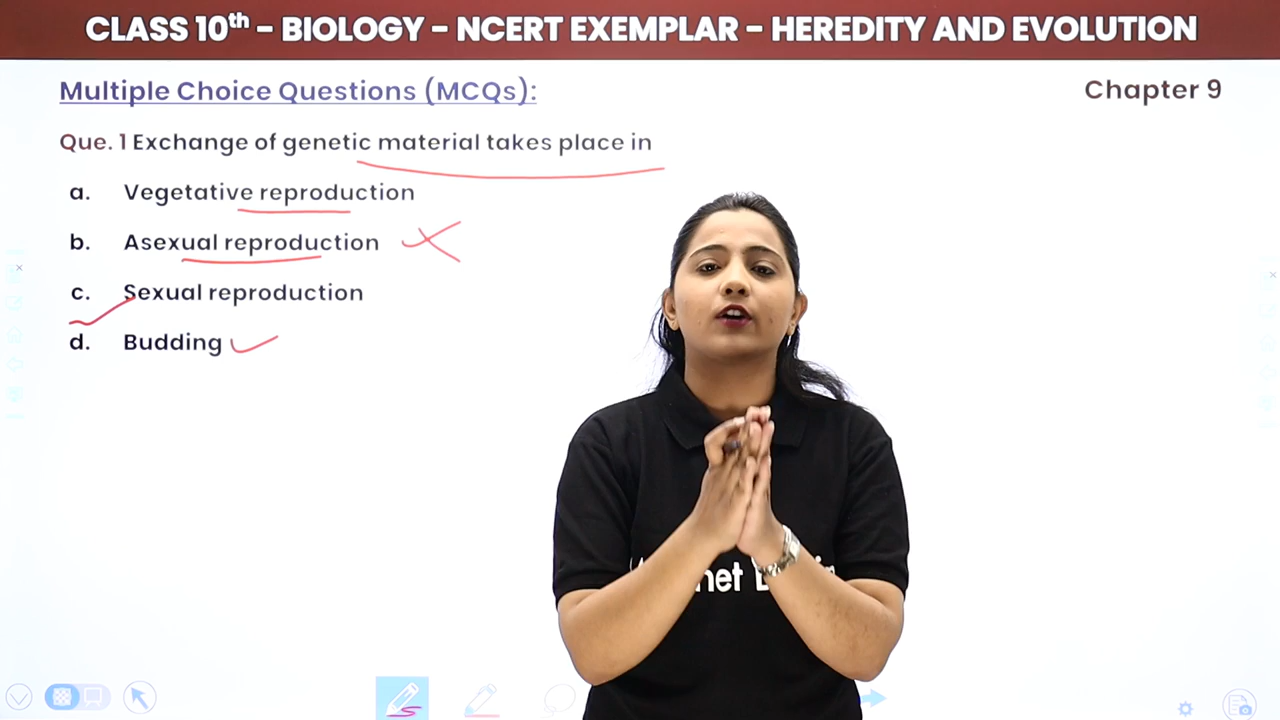 CLASS 10th - BIOLOGY - NCERT EXEMPLAR - HEREDITY AND EVOLUTION
Multiple Choice Questions (MCQs):
Chapter 9
Que. 1 Exchange of genetic material takes place in
a. Vegetative reproduction
b. Asexual reproduction
c. Sexual reproduction
d. Budding
net